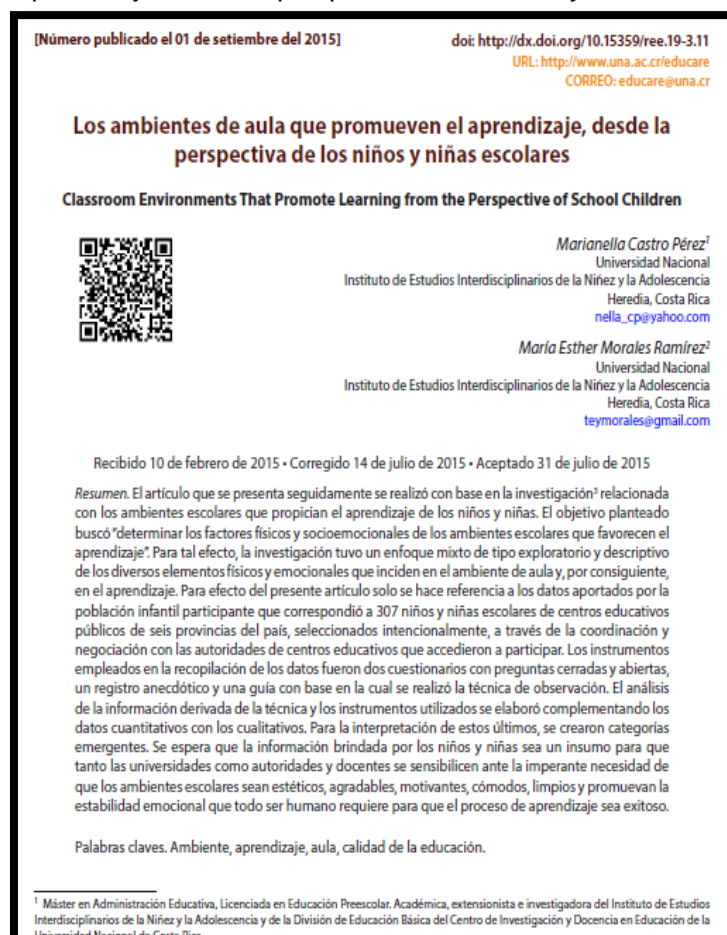 [Número publicado el 01 de setiembre del 2015]
doi: http://dx.doi.org/10.15359/ree.19-3.11
URL: http://www.una.ac.cr/educare
CORREO: educare@una.cr
Los ambientes de aula que promueven el aprendizaje, desde la
perspectiva de los niños y niñas escolares
Classroom Environments That Promote Learning from the Perspective of School Children
Marianella Castro Pérez¹
Universidad Nacional
Instituto de Estudios Interdisciplinarios de la Niñez y la Adolescencia
Heredia, Costa Rica
nella_cp@yahoo.com
María Esther Morales Ramírez²
Universidad Nacional
Instituto de Estudios Interdisciplinarios de la Niñez y la Adolescencia
Heredia, Costa Rica
teymorales@gmail.com
Recibido 10 de febrero de 2015 • Corregido 14 de julio de 2015 • Aceptado 31 de julio de 2015
Resumen. El artículo que se presenta seguidamente se realizó con base en la investigación³ relacionada
con los ambientes escolares que propician el aprendizaje de los niños y niñas. El objetivo planteado
buscó "determinar los factores físicos y socioemocionales de los ambientes escolares que favorecen el
aprendizaje". Para tal efecto, la investigación tuvo un enfoque mixto de tipo exploratorio y descriptivo
de los diversos elementos físicos y emocionales que inciden en el ambiente de aula y, por consiguiente,
en el aprendizaje. Para efecto del presente artículo solo se hace referencia a los datos aportados por la
población infantil participante que correspondió a 307 niños y niñas escolares de centros educativos
públicos de seis provincias del país, seleccionados intencionalmente, a través de la coordinación y
negociación con las autoridades de centros educativos que accedieron a participar. Los instrumentos
empleados en la recopilación de los datos fueron dos cuestionarios con preguntas cerradas y abiertas,
un registro anecdótico y una guía con base en la cual se realizó la técnica de observación. El análisis
de la información derivada de la técnica y los instrumentos utilizados se elaboró complementando los
datos cuantitativos con los cualitativos. Para la interpretación de estos últimos, se crearon categorías
emergentes. Se espera que la información brindada por los niños y niñas sea un insumo para que
tanto las universidades como autoridades y docentes se sensibilicen ante la imperante necesidad de
que los ambientes escolares sean estéticos, agradables, motivantes, cómodos, limpios y promuevan la
estabilidad emocional que todo ser humano requiere para que el proceso de aprendizaje sea exitoso.
Palabras claves. Ambiente, aprendizaje, aula, calidad de la educación.
¹ Máster en Administración Educativa, Licenciada en Educación Preescolar. Académica, extensionista e investigadora del Instituto de Estudios
Interdisciplinarios de la Niñez y la Adolescencia y de la División de Educación Básica del Centro de Investigación y Docencia en Educación de la